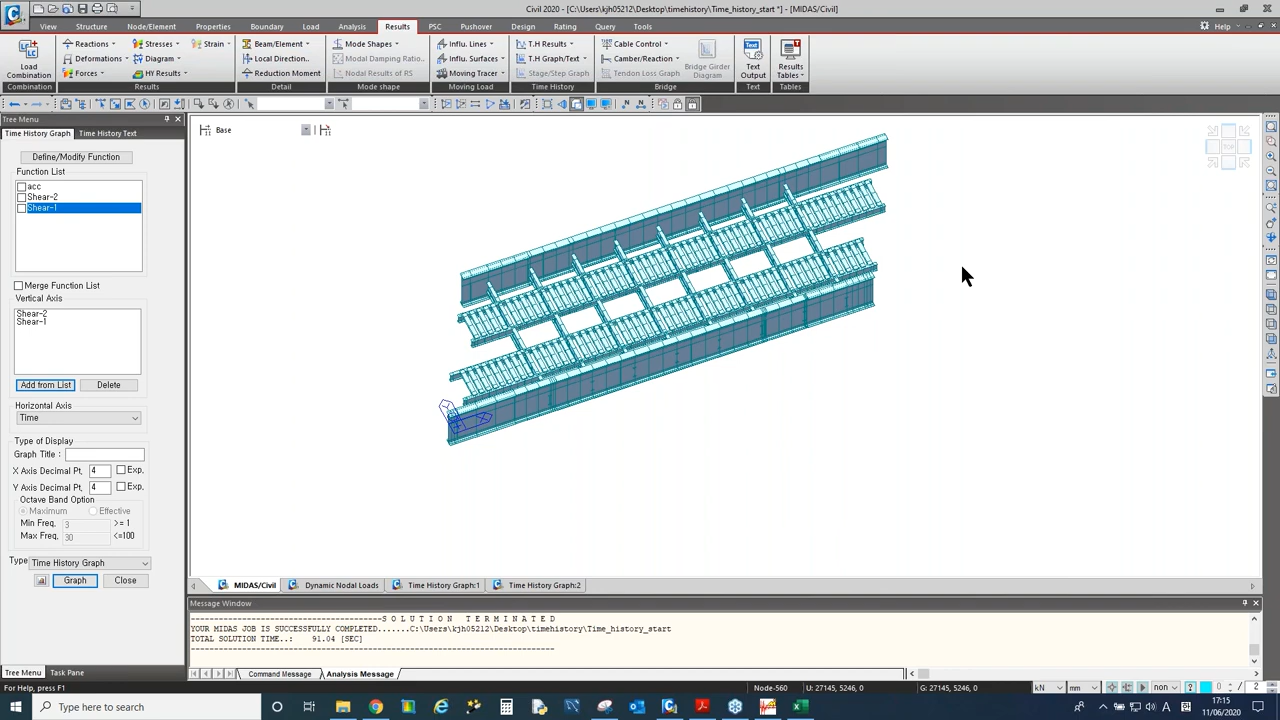 Civil 2020 - [C:\Users\kjh05212\Desktop\timehistory\Time_history_start *] - [MIDAS/Civil]
View Structure Node/Element Properties Boundary Load Analysis Results PSC Pushover Design Rating Query Tools Help
Load Combination
Combination
Reactions Stresses Strain
Deformations Diagram
Forces HY Results
Results
Beam/Element
Local Direction..
Reduction Moment
Detail
Mode Shapes
Modal Damping Ratio..
Nodal Results of RS
Mode shape
Influ. Lines
Influ. Surfaces
Moving Tracer
Moving Load
T.H Results
T.H Graph/Text
Stage/Step Graph
Time History
Cable Control
Camber/Reaction
Tendon Loss Graph
Bridge Girder Diagram
Bridge
Text Output
Text
Results Tables
Tables
Tree Menu
Time History Graph Time History Text
Define/Modify Function
Function List
acc
Shear-2
Shear-1
Merge Function List
Vertical Axis
Shear-2
Shear-1
Add from List Delete
Horizontal Axis
Time
Type of Display
Graph Title :
X Axis Decimal Pt, 4 Exp,
Y Axis Decimal Pt, 4 Exp,
Octave Band Option
Maximum Effective
Min Freq, 3 >= 1
Max Freq, 30 <=100
Type Time History Graph
Graph Close
Base
TOP
MIDAS/Civil Dynamic Nodal Loads Time History Graph:1 Time History Graph:2
Message Window
S O L U T I O N T E R M I N A T E D
YOUR MIDAS JOB IS SUCCESSFULLY COMPLETED.......C:\Users\kjh05212\Desktop\timehistory\Time_history_start
TOTAL SOLUTION TIME..: 91.04 [SEC]
Command Message Analysis Message
Tree Menu Task Pane
For Help, press F1
Node-560 U: 27145, 5246, 0 G: 27145, 5246, 0 kN mm non ? 0 / 2
Type here to search
17:15
11/06/2020